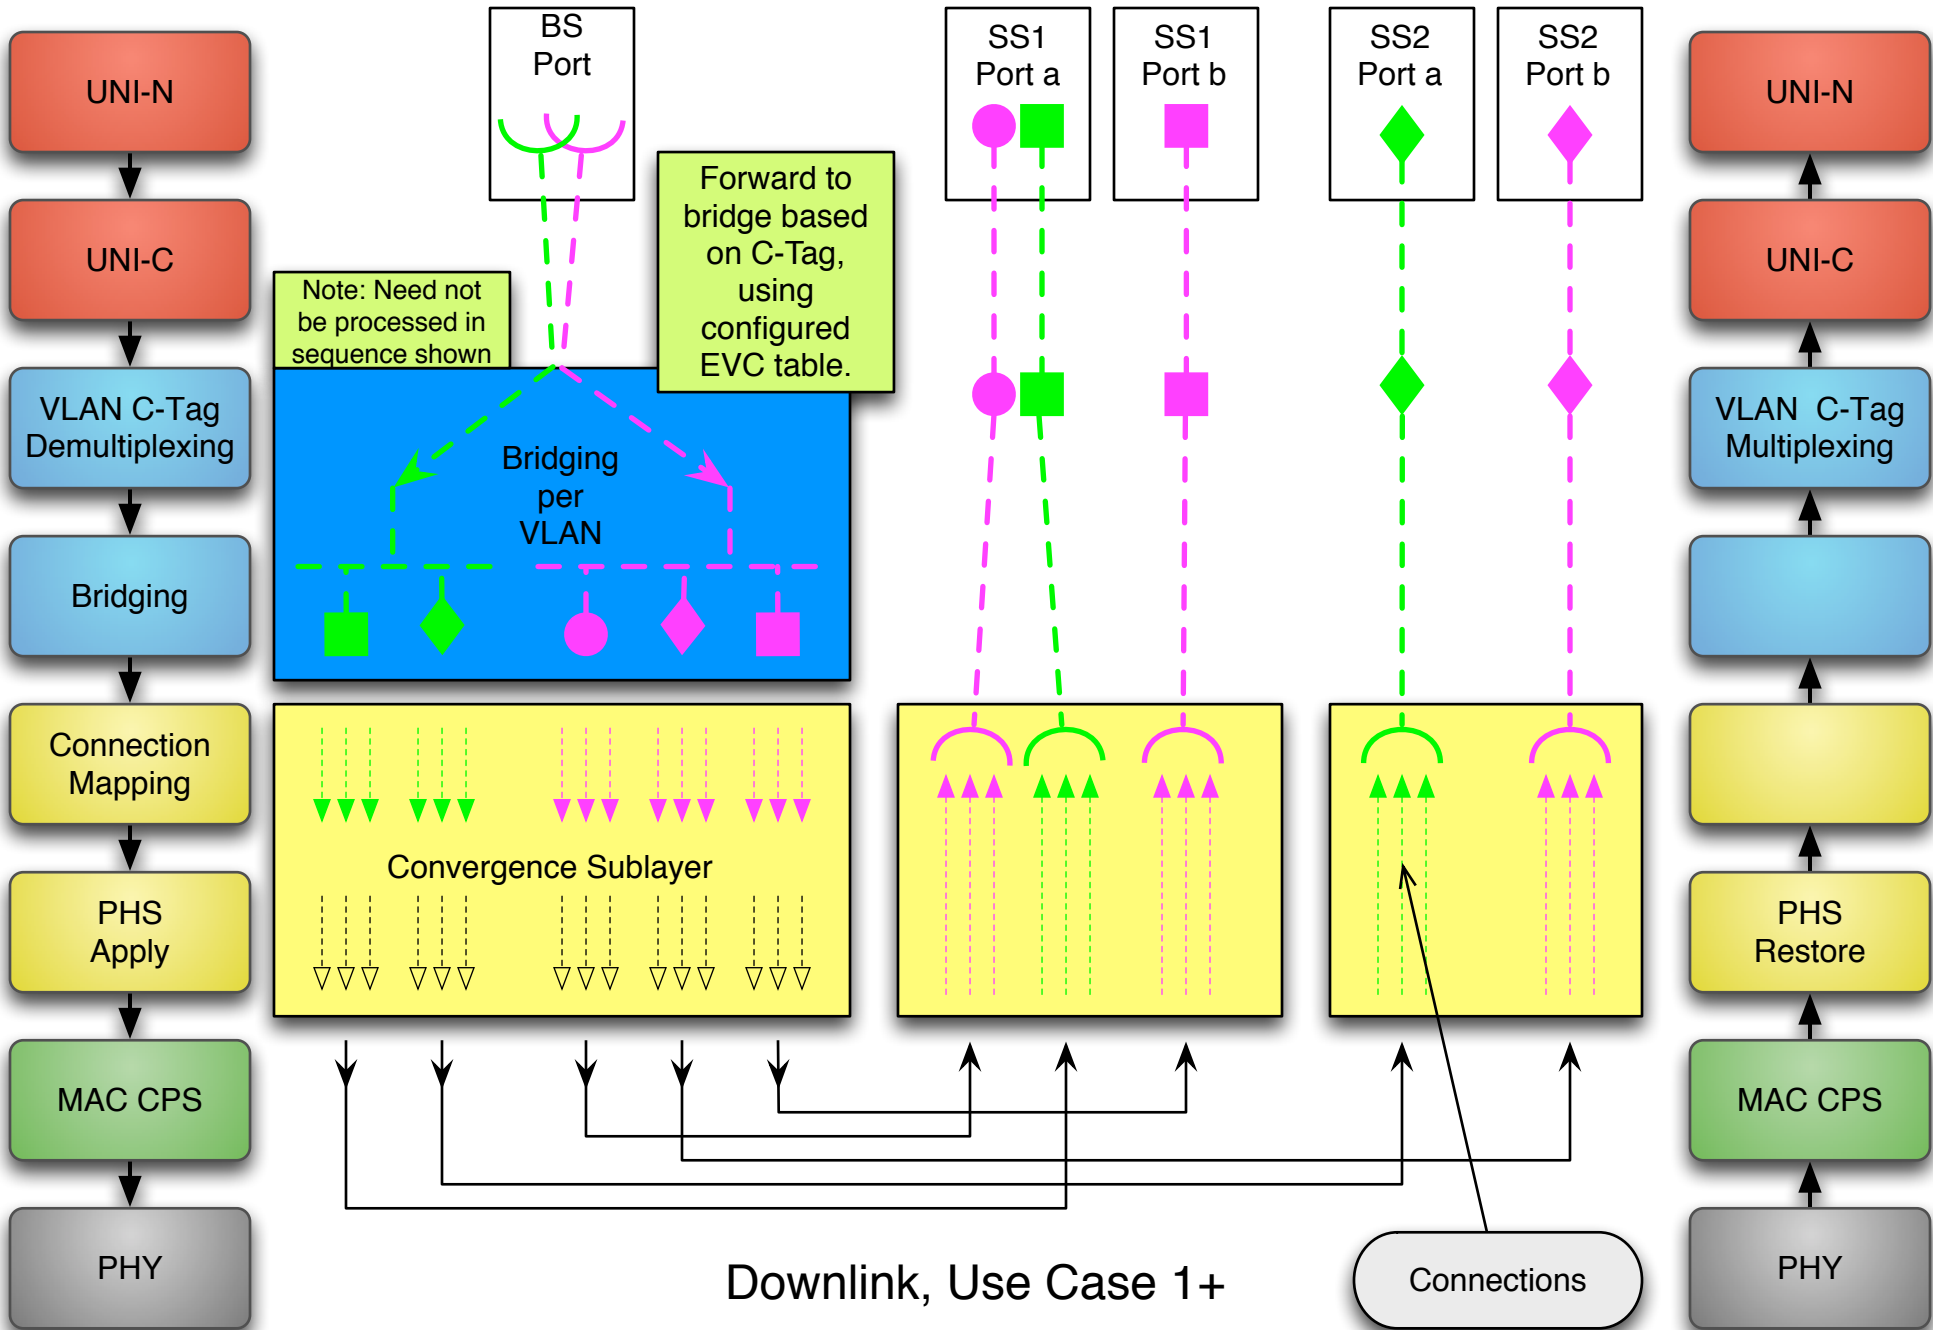 UNI-N
UNI-C
VLAN C-Tag
Demultiplexing
Bridging
Connection
Mapping
PHS
Apply
MAC CPS
PHY
BS
Port
Note: Need not
be processed in
sequence shown
Forward to
bridge based
on C-Tag,
using
configured
EVC table.
Bridging
per
VLAN
Convergence Sublayer
SS1
Port a
SS1
Port b
SS2
Port a
SS2
Port b
Downlink, Use Case 1+
Connections
UNI-N
UNI-C
VLAN C-Tag
Multiplexing
PHS
Restore
MAC CPS
PHY